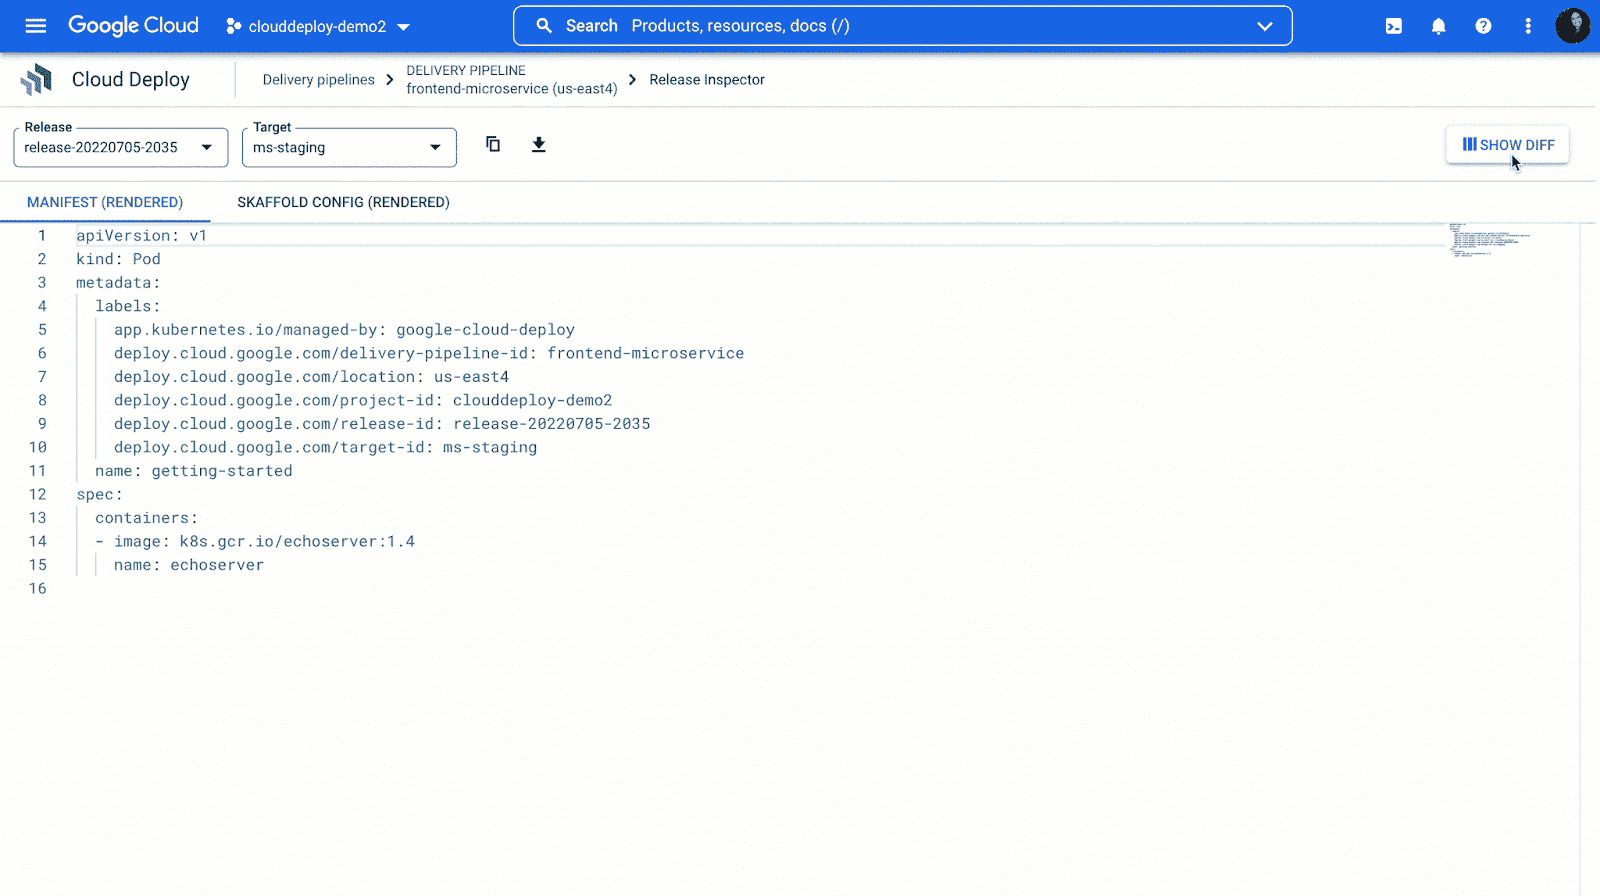 Google Cloud clouddeploy-demo2 Search Products, resources, docs (/)
Cloud Deploy Delivery pipelines DELIVERY PIPELINE
frontend-microservice (us-east4) Release Inspector
Release Target
release-20220705-2035 ms-staging SHOW DIFF
MANIFEST (RENDERED) SKAFFOLD CONFIG (RENDERED)
1 apiVersion: v1
2 kind: Pod
3 metadata:
4 labels:
5 app.kubernetes.io/managed-by: google-cloud-deploy
6 deploy.cloud.google.com/delivery-pipeline-id: frontend-microservice
7 deploy.cloud.google.com/location: us-east4
8 deploy.cloud.google.com/project-id: clouddeploy-demo2
9 deploy.cloud.google.com/release-id: release-20220705-2035
10 deploy.cloud.google.com/target-id: ms-staging
11 name: getting-started
12 spec:
13 containers:
14 - image: k8s.gcr.io/echoserver:1.4
15 name: echoserver
16